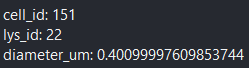 cell_id: 151
lys_id: 22
diameter_um: 0.40099997609853744